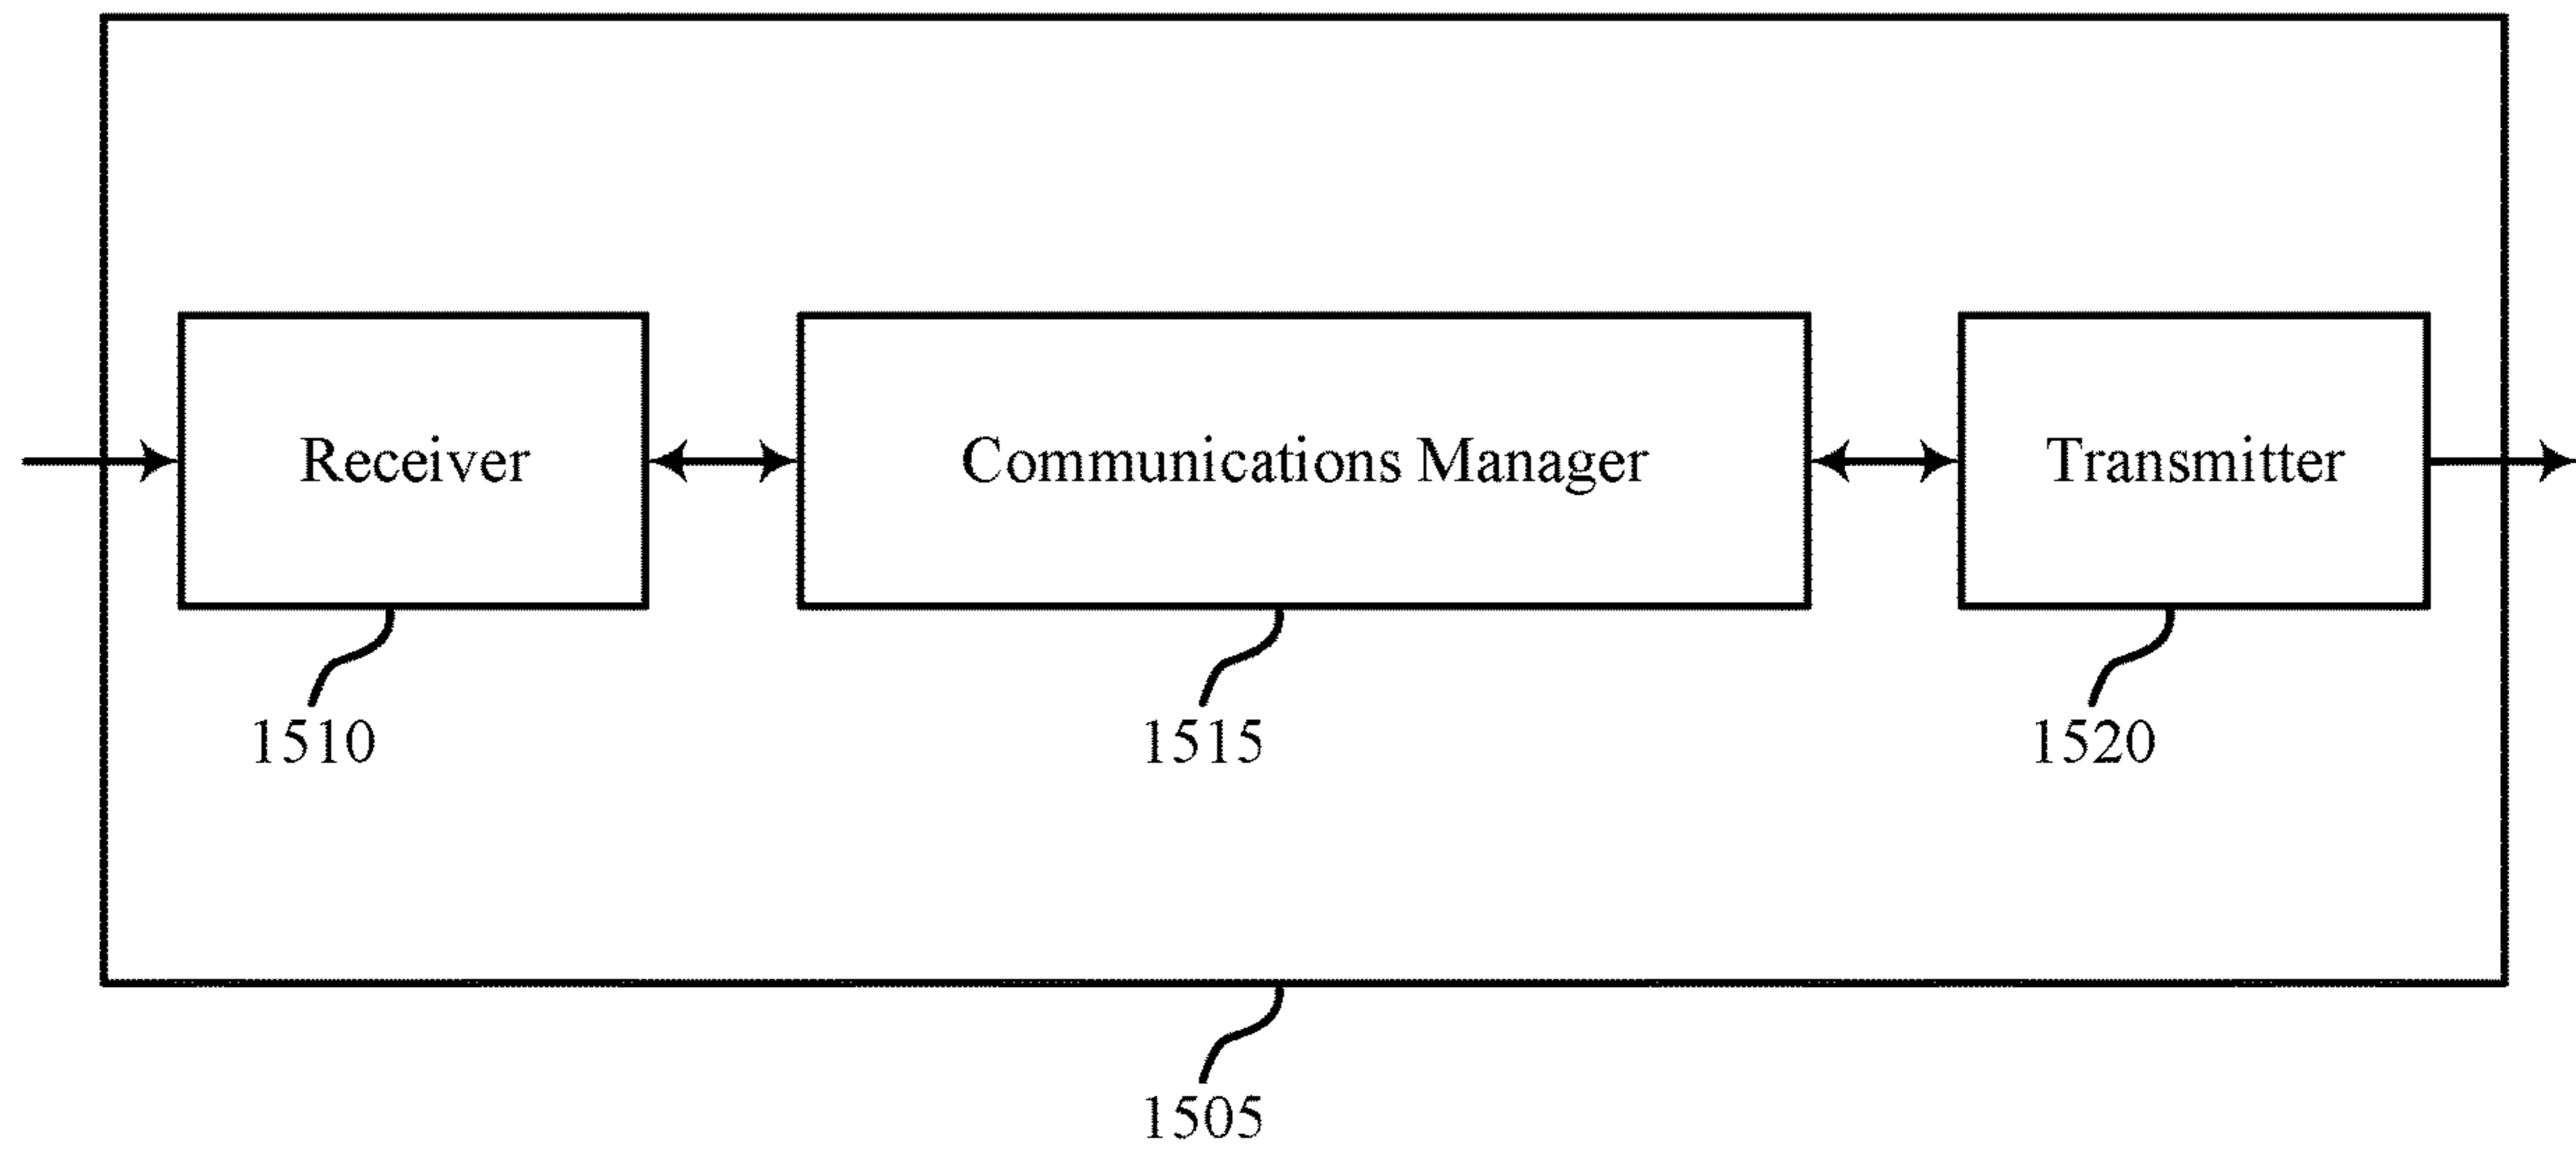 Receiver
Communications Manager
Transmitter
1510
1515
1520
1505